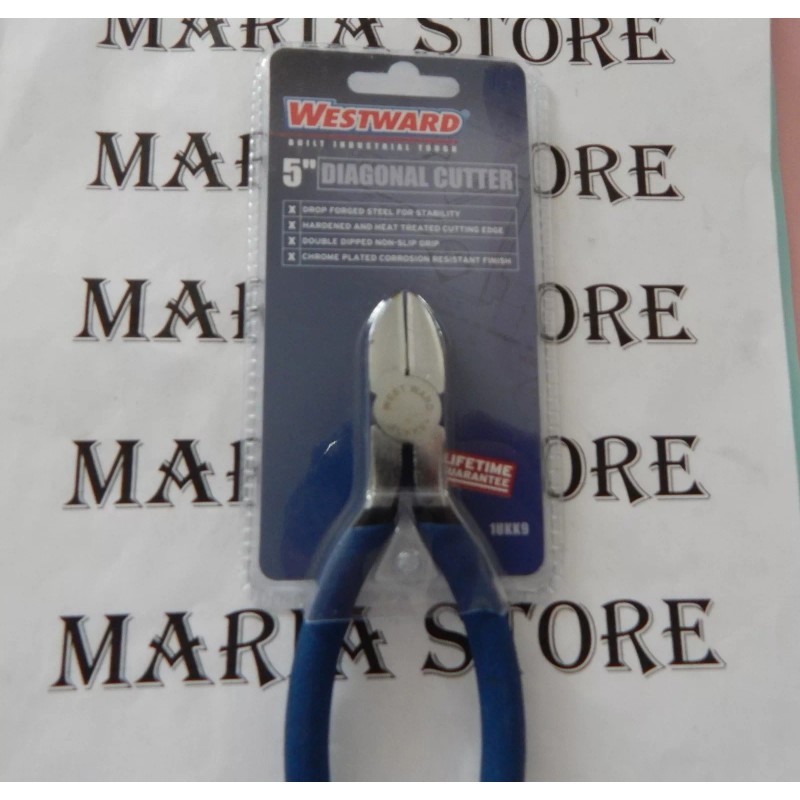 MARIA STORE
WESTWARD®
BUILT INDUSTRIAL TOUGH
5" DIAGONAL CUTTER
X DROP FORGED STEEL FOR STABILITY
X HARDENED AND HEAT TREATED CUTTING EDGE
X DOUBLE DIPPED NON-SLIP GRIP
X CHROME PLATED CORROSION RESISTANT FINISH
MA ORE
MA ORE
WESTWARD
MA ORE
LIFETIME
GUARANTEE
1UKK9
MARIA STORE